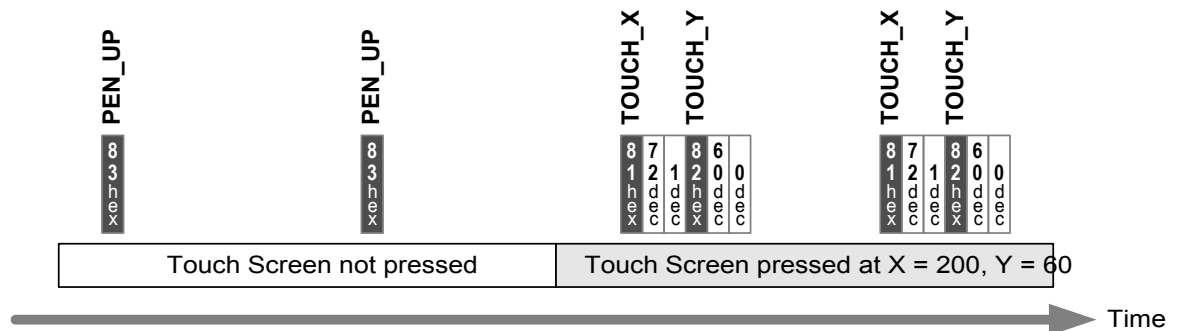 PEN_UP
PEN_UP
TOUCH_X
TOUCH_Y
TOUCH_X
TOUCH_Y
83hex
83hex
81hex
72dec
1dec
82hex
60dec
0dec
81hex
72dec
1dec
82hex
60dec
0dec
Touch Screen not pressed
Touch Screen pressed at X = 200, Y = 60
Time